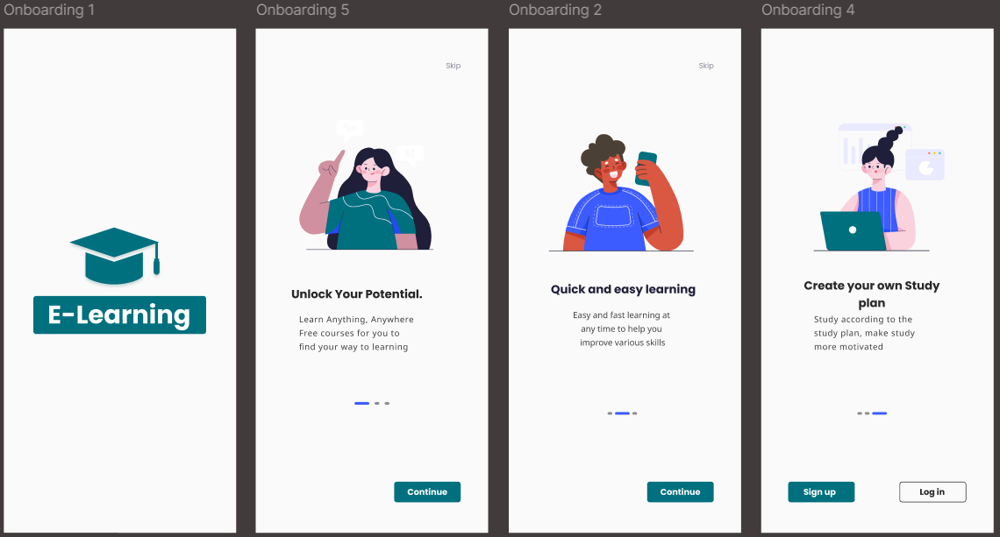 Onboarding 1
E-Learning
Onboarding 5
Skip
Unlock Your Potential.
Learn Anything, Anywhere
Free courses for you to
find your way to learning
Continue
Onboarding 2
Skip
Quick and easy learning
Easy and fast learning at
any time to help you
improve various skills
Continue
Onboarding 4
Create your own Study
plan
Study according to the
study plan, make study
more motivated
Sign up
Log in